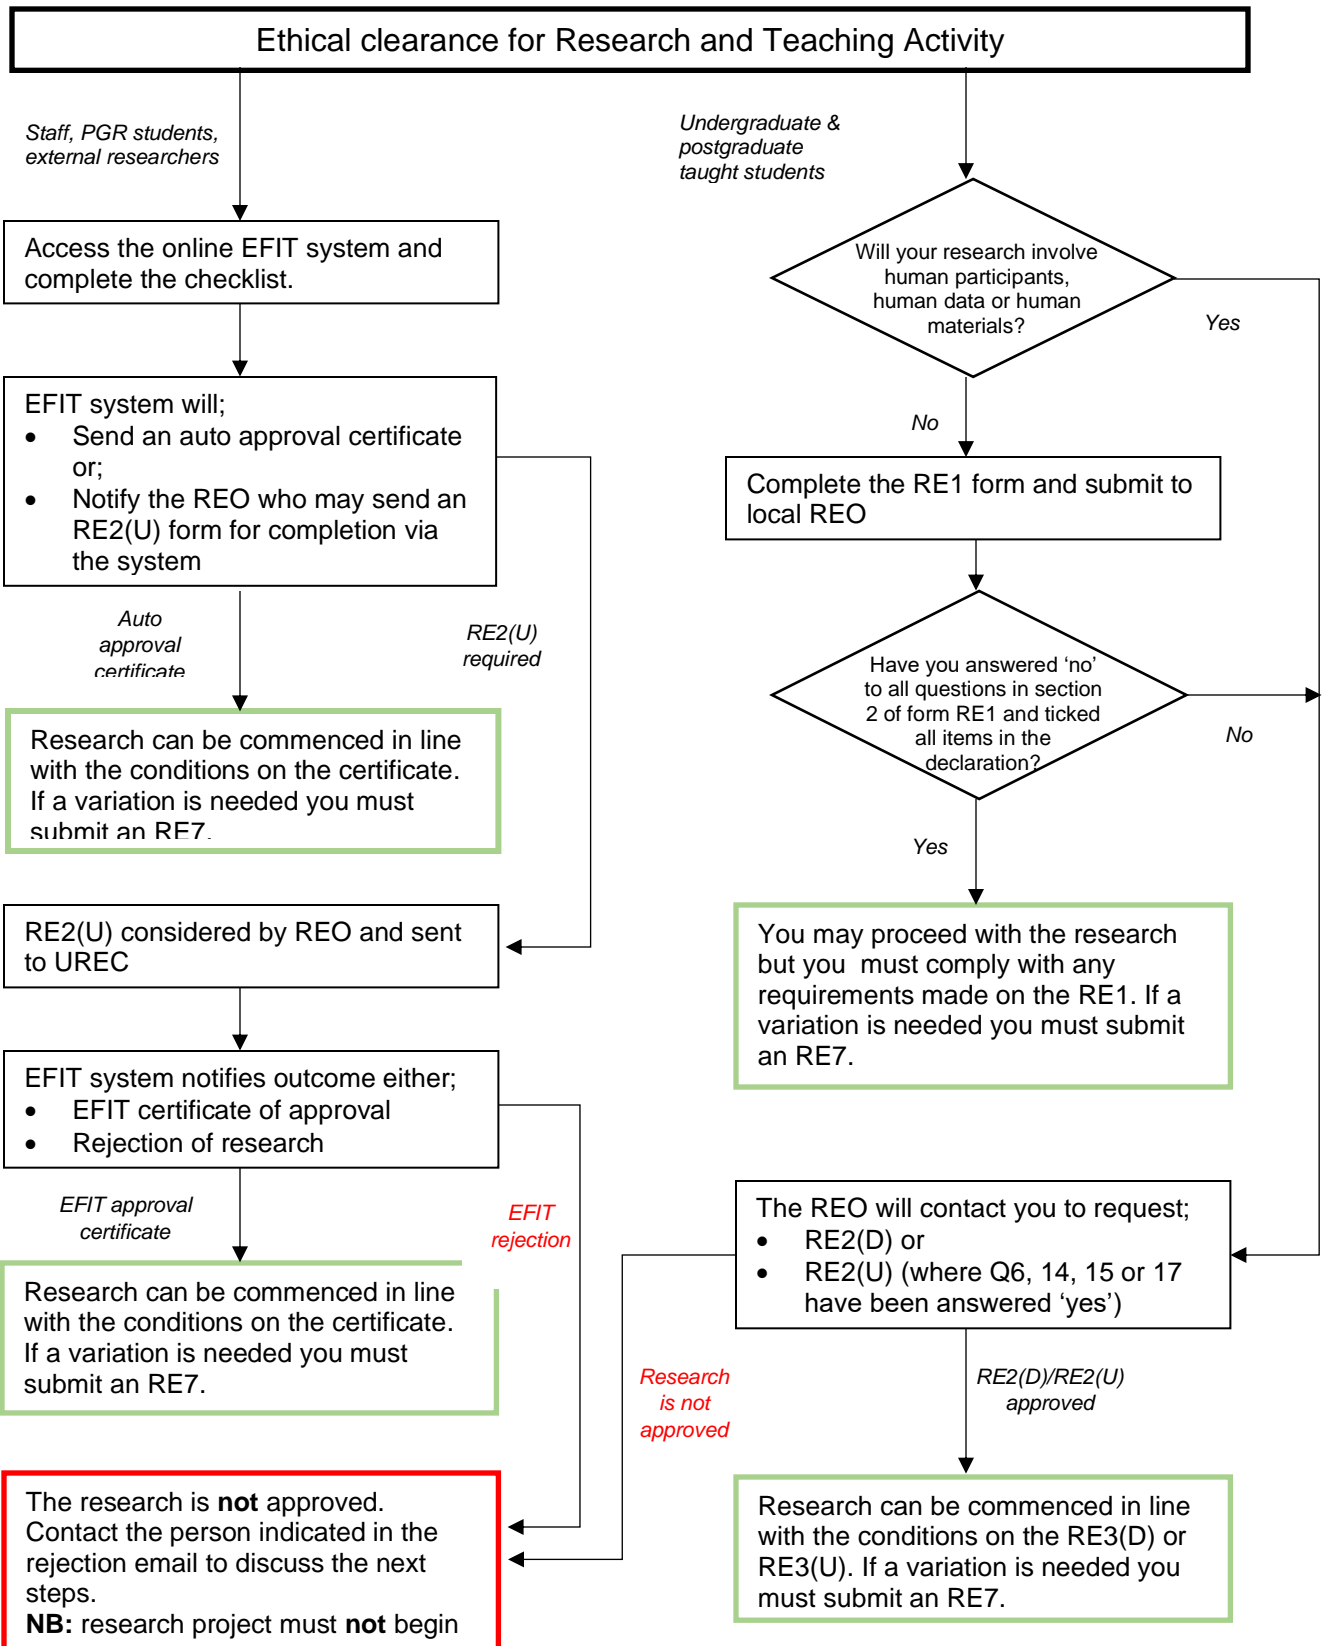 Ethical clearance for Research and Teaching Activity
Staff, PGR students,
external researchers
Access the online EFIT system and
complete the checklist.
EFIT system will;
• Send an auto approval certificate
or;
• Notify the REO who may send an
RE2(U) form for completion via
the system
Auto
approval
certificate
RE2(U)
required
Research can be commenced in line
with the conditions on the certificate.
If a variation is needed you must
submit an RE7.
RE2(U) considered by REO and sent
to UREC
EFIT system notifies outcome either;
• EFIT certificate of approval
• Rejection of research
EFIT approval
certificate
EFIT
rejection
Research can be commenced in line
with the conditions on the certificate.
If a variation is needed you must
submit an RE7.
The research is not approved.
Contact the person indicated in the
rejection email to discuss the next
steps.
NB: research project must not begin
Undergraduate &
postgraduate
taught students
Will your research involve
human participants,
human data or human
materials?
Yes
No
Complete the RE1 form and submit to
local REO
Have you answered ‘no’
to all questions in section
2 of form RE1 and ticked
all items in the
declaration?
No
Yes
You may proceed with the research
but you  must comply with any
requirements made on the RE1. If a
variation is needed you must submit
an RE7.
The REO will contact you to request;
• RE2(D) or
• RE2(U) (where Q6, 14, 15 or 17
have been answered ‘yes’)
Research
is not
approved
RE2(D)/RE2(U)
approved
Research can be commenced in line
with the conditions on the RE3(D) or
RE3(U). If a variation is needed you
must submit an RE7.